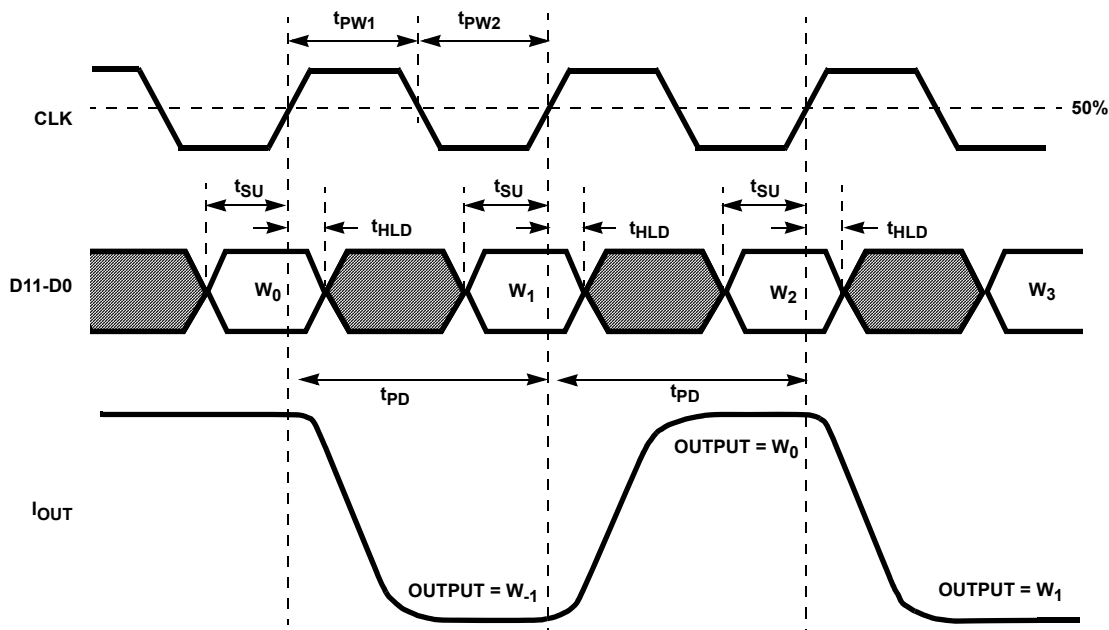 tPW1 tPW2
CLK
50%
tSU tSU tSU
tHLD tHLD tHLD
D11-D0
W0 W1 W2 W3
tPD tPD
OUTPUT = W0
IOUT
OUTPUT = W-1
OUTPUT = W1